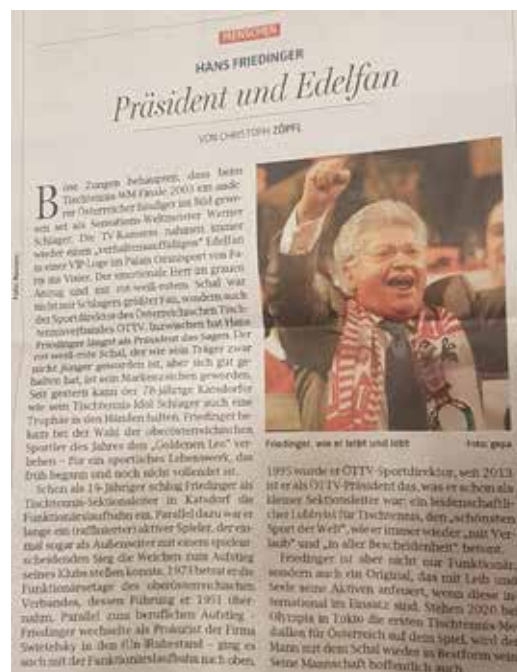 MENSCHEN
HANS FRIEDINGER
Präsident und Edelfan
VON CHRISTOPH ZÖPFL
Böse Zungen behaupten, dass beim
Tischtennis-WM-Finale 2003 ein ande-
rer Österreicher häufiger im Bild gewe-
sen sei als Sensations-Weltmeister Werner
Schlager. Die TV-Kameras nahmen immer
wieder einen „verhaltensauffälligen" Edelfan
in einer VIP-Loge im Palais Omnisport von Pa-
ris ins Visier. Der emotionale Herr im grauen
Anzug und mit rot-weiß-rotem Schal war
nicht nur Schlagers größter Fan, sondern auch
der Sportdirektor des Österreichischen Tisch-
tennisverbandes ÖTTV. Inzwischen hat Hans
Friedinger längst als Präsident das Sagen. Der
rot-weiß-rote Schal, der wie sein Träger zwar
nicht jünger geworden ist, aber sich gut ge-
halten hat, ist sein Markenzeichen geworden.
Seit gestern kann der 78-jährige Katsdorfer
wie sein Tischtennis-Idol Schlager auch eine
Trophäe in den Händen halten. Friedinger be-
kam bei der Wahl der oberösterreichischen
Sportler des Jahres den „Goldenen Leo" ver-
liehen – für ein sportliches Lebenswerk, das
früh begann und noch nicht vollendet ist.
Schon als 19-Jähriger schlug Friedinger als
Tischtennis-Sektionsleiter in Katsdorf die
Funktionärslaufbahn ein. Parallel dazu war er
lange ein (raffinierter) aktiver Spieler, der ein-
mal sogar als Außenseiter mit einem spielent-
scheidenden Sieg die Weichen zum Aufstieg
seines Klubs stellen konnte. 1973 betrat er die
Funktionärsetage des oberösterreichischen
Verbandes, dessen Führung er 1991 über-
nahm. Parallel zum beruflichen Aufstieg –
Friedinger wechselte als Prokurist der Firma
Swietelsky in den (Un-)Ruhestand – ging es
auch mit der Funktionärslaufbahn nach oben.
Friedinger, wie er leibt und lebt
Foto: gepa
1995 wurde er ÖTTV-Sportdirektor, seit 2013
ist er als ÖTTV-Präsident das, was er schon als
kleiner Sektionsleiter war: ein leidenschaftli-
cher Lobbyist für Tischtennis, den „schönsten
Sport der Welt", wie er immer wieder „mit Ver-
laub" und „in aller Bescheidenheit" betont.
Friedinger ist aber nicht nur Funktionär,
sondern auch ein Original, das mit Leib und
Seele seine Aktiven anfeuert, wenn diese in-
ternational im Einsatz sind. Stehen 2020 bei
Olympia in Tokio die ersten Tischtennis-Me-
daillen für Österreich auf dem Spiel, wird der
Mann mit dem Schal wieder in Bestform sein.
Seine Mannschaft hoffentlich